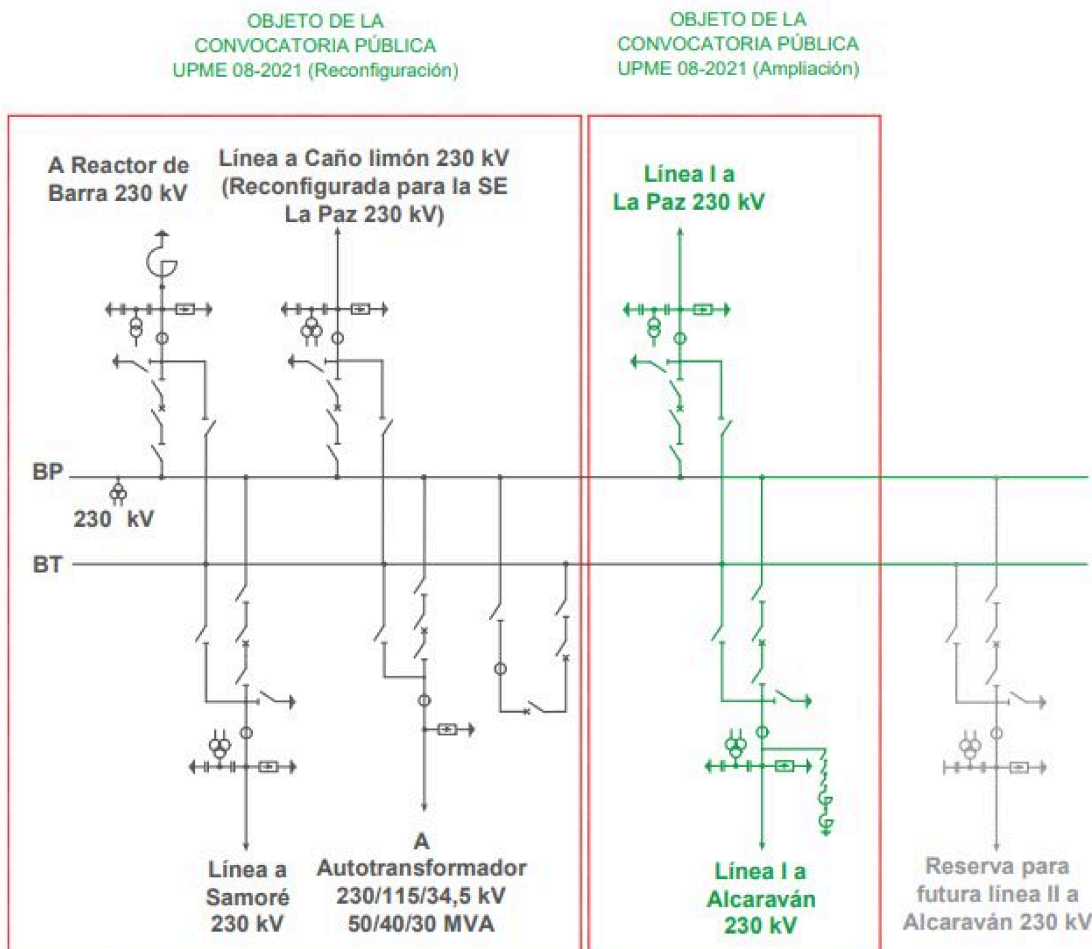 OBJETO DE LA
CONVOCATORIA PÚBLICA
UPME 08-2021 (Reconfiguración)
OBJETO DE LA
CONVOCATORIA PÚBLICA
UPME 08-2021 (Ampliación)
A Reactor de
Barra 230 kV
Línea a Caño limón 230 kV
(Reconfigurada para la SE
La Paz 230 kV)
Línea I a
La Paz 230 kV
BP
230 kV
BT
Línea a
Samoré
230 kV
A
Autotransformador
230/115/34,5 kV
50/40/30 MVA
Línea I a
Alcaraván
230 kV
Reserva para
futura línea II a
Alcaraván 230 kV